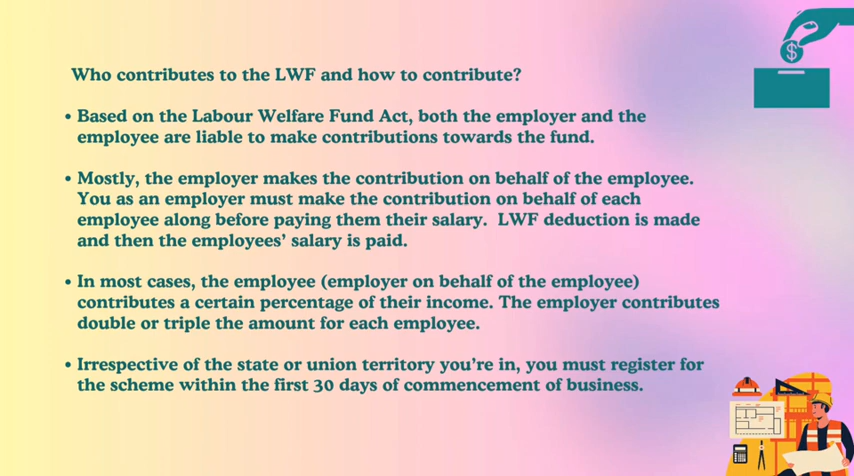 Who contributes to the LWF and how to contribute?
• Based on the Labour Welfare Fund Act, both the employer and the
employee are liable to make contributions towards the fund.
• Mostly, the employer makes the contribution on behalf of the employee.
You as an employer must make the contribution on behalf of each
employee along before paying them their salary.  LWF deduction is made
and then the employees’ salary is paid.
• In most cases, the employee (employer on behalf of the employee)
contributes a certain percentage of their income. The employer contributes
double or triple the amount for each employee.
• Irrespective of the state or union territory you’re in, you must register for
the scheme within the first 30 days of commencement of business.
$